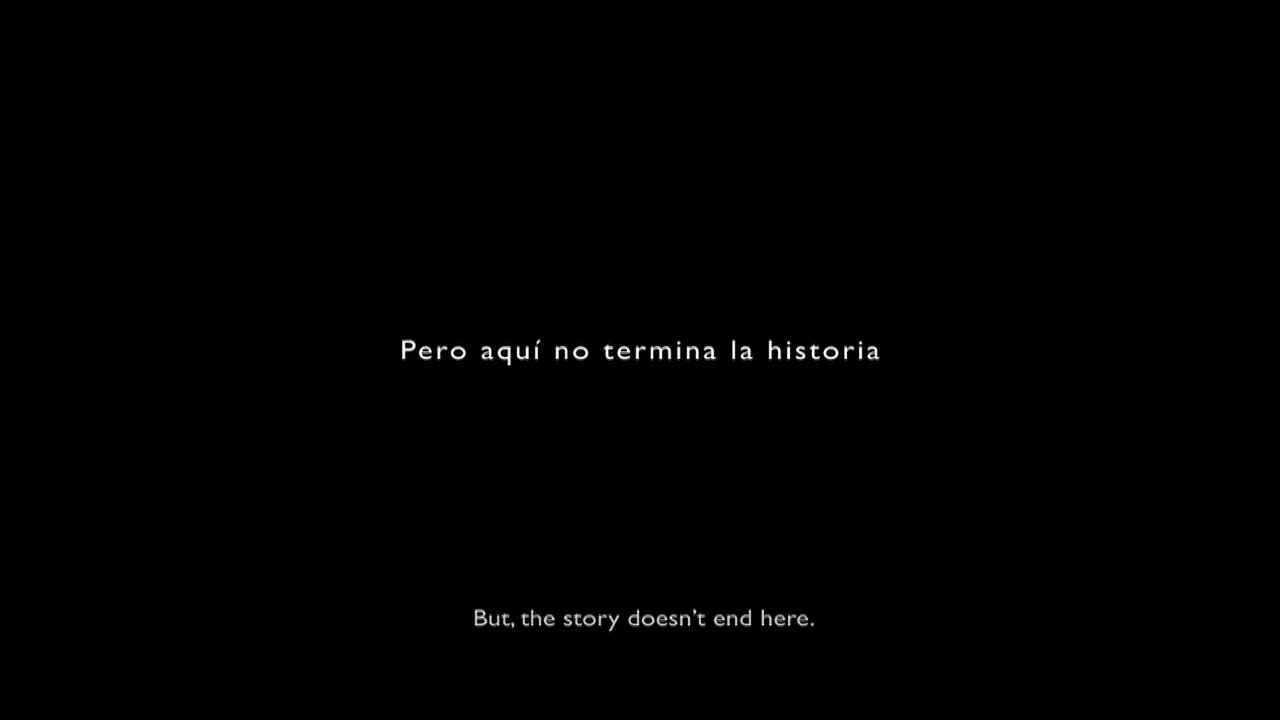 Pero aquí no termina la historia
But, the story doesn't end here.